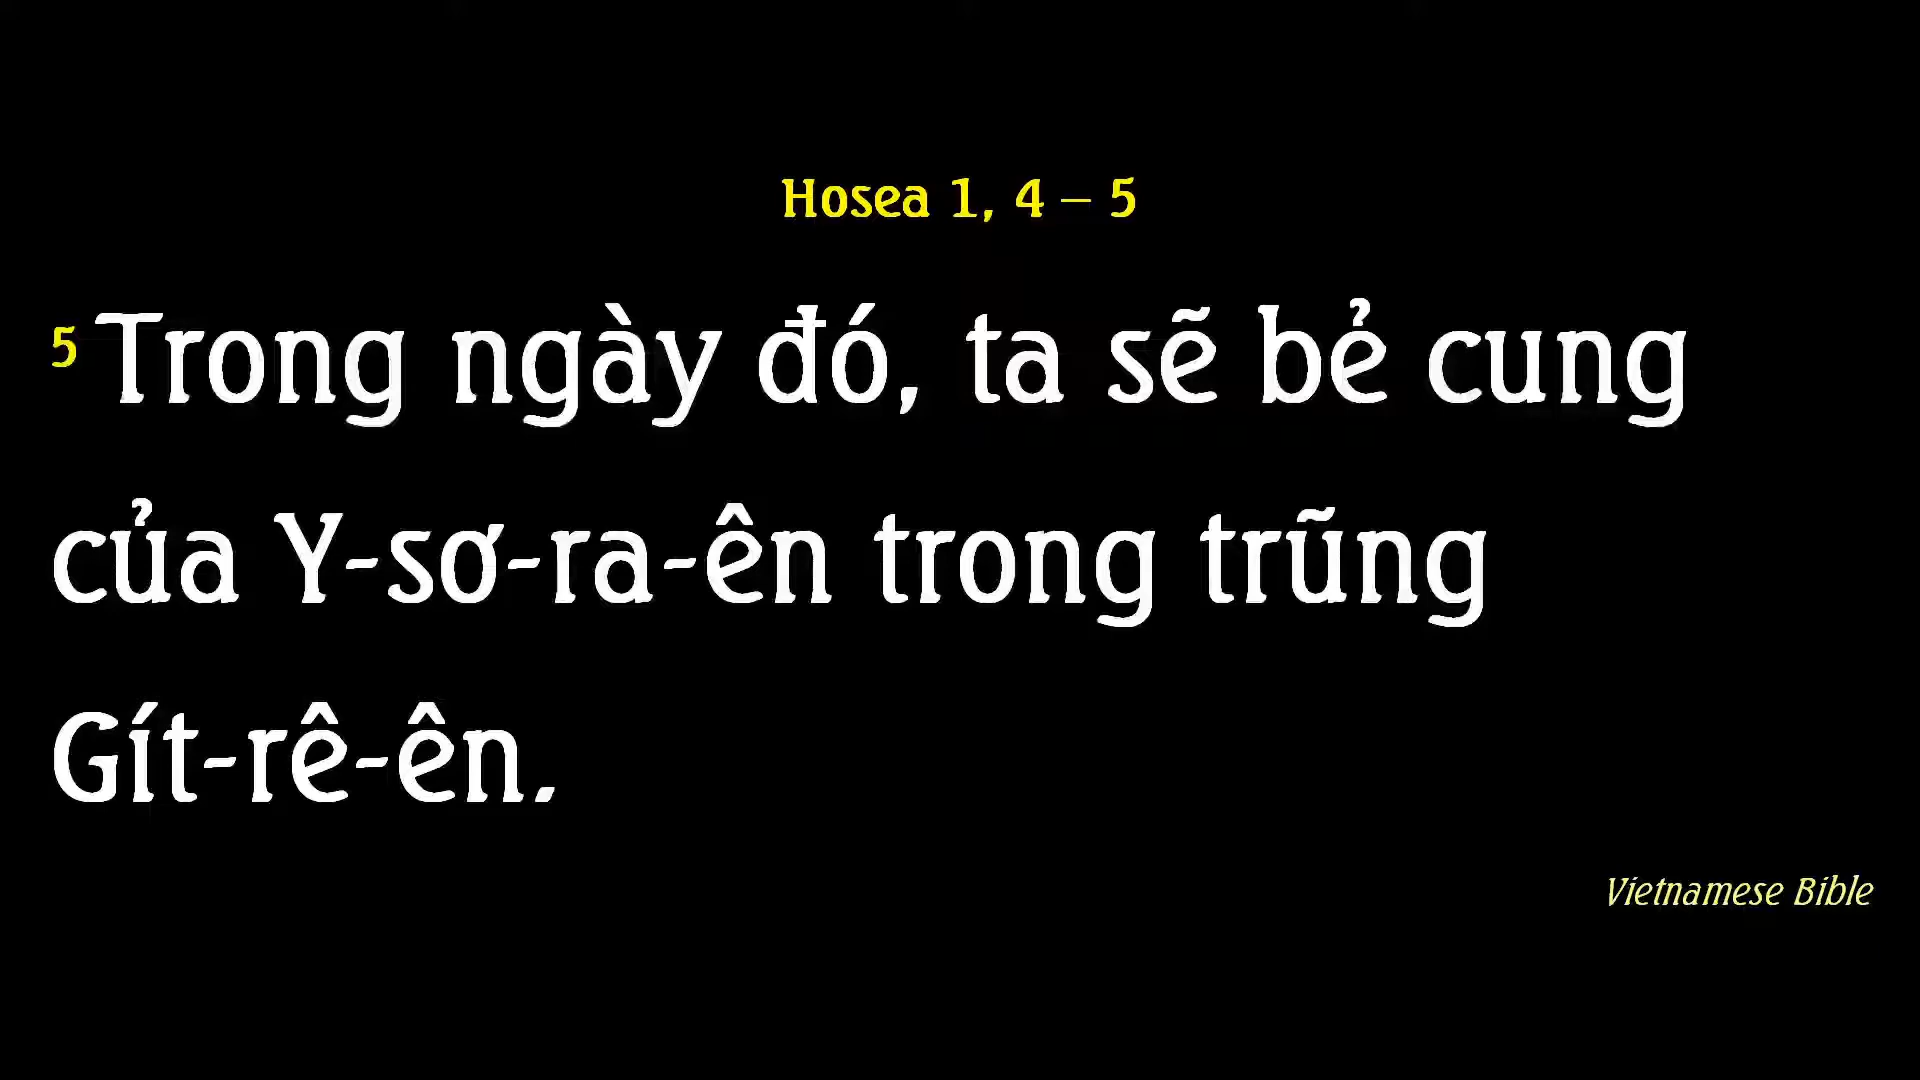 Hosea 1, 4 – 5
5 Trong ngày đó, ta sẽ bẻ cung
của Y-sơ-ra-ên trong trũng
Gít-rê-ên.
Vietnamese Bible